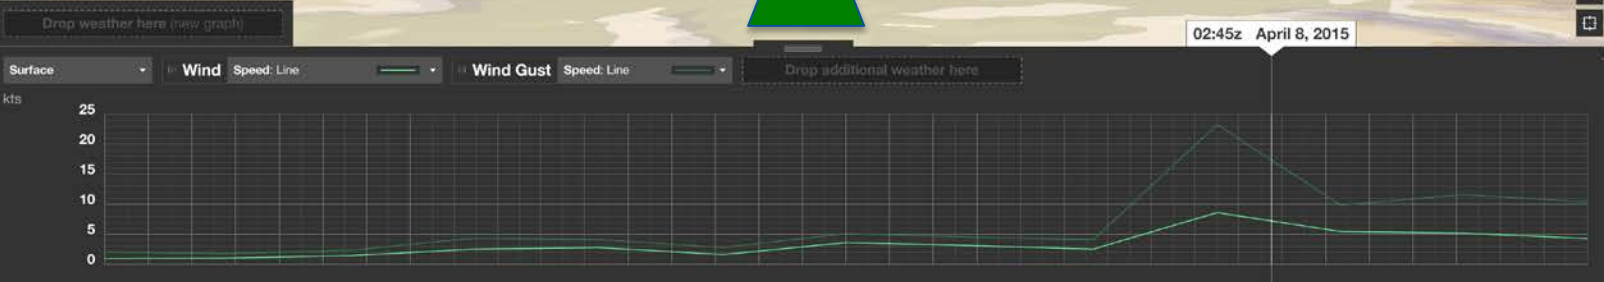 Drop weather here (new graph)
02:45z April 8, 2015
Surface
Wind Speed: Line
Wind Gust Speed: Line
Drop additional weather here
kts
25
20
15
10
5
0